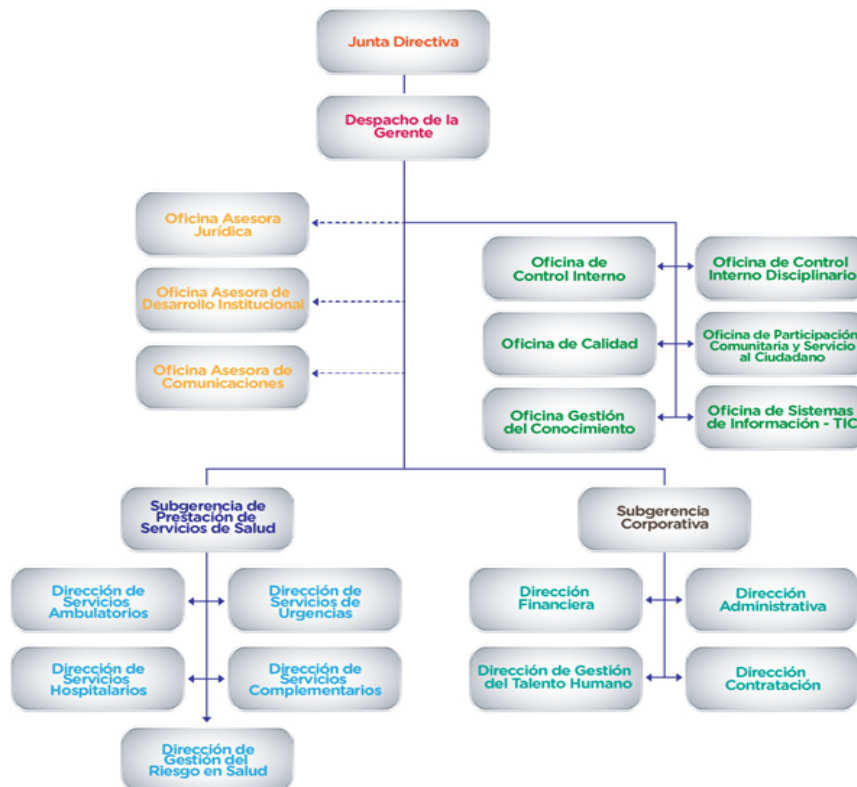 Junta Directiva
Despacho de la
Gerente
Oficina Asesora
Jurídica
Oficina Asesora de
Desarrollo Institucional
Oficina Asesora de
Comunicaciones
Oficina de
Control Interno
Oficina de Control
Interno Disciplinario
Oficina de Calidad
Oficina de Participación
Comunitaria y Servicio
al Ciudadano
Oficina Gestión
del Conocimiento
Oficina de Sistemas
de Información - TIC
Subgerencia de
Prestación de
Servicios de Salud
Subgerencia
Corporativa
Dirección de
Servicios
Ambulatorios
Dirección de
Servicios de
Urgencias
Dirección de
Servicios
Hospitalarios
Dirección de
Servicios
Complementarios
Dirección de
Gestión del
Riesgo en Salud
Dirección
Financiera
Dirección
Administrativa
Dirección de Gestión
del Talento Humano
Dirección
Contratación